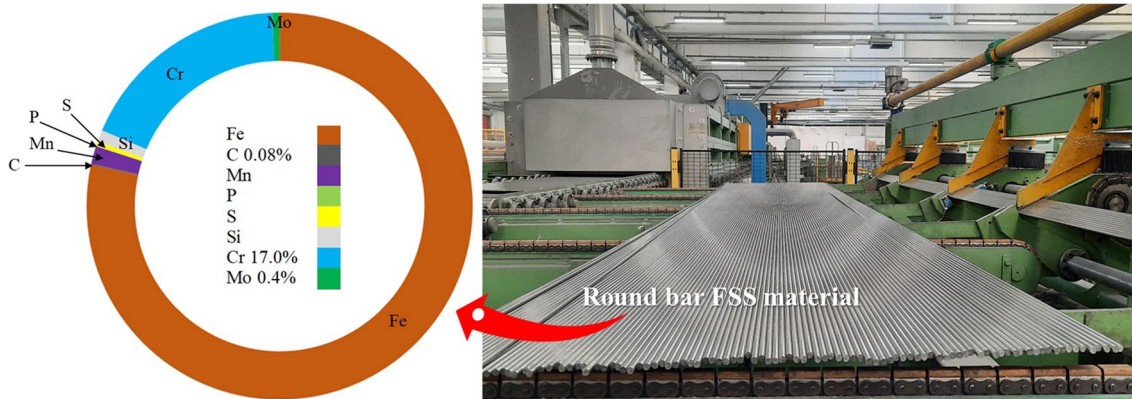 Mo
Cr
S
P
Si
Mn
C
Fe
C 0.08%
Mn
P
S
Si
Cr 17.0%
Mo 0.4%
Fe
Round bar FSS material